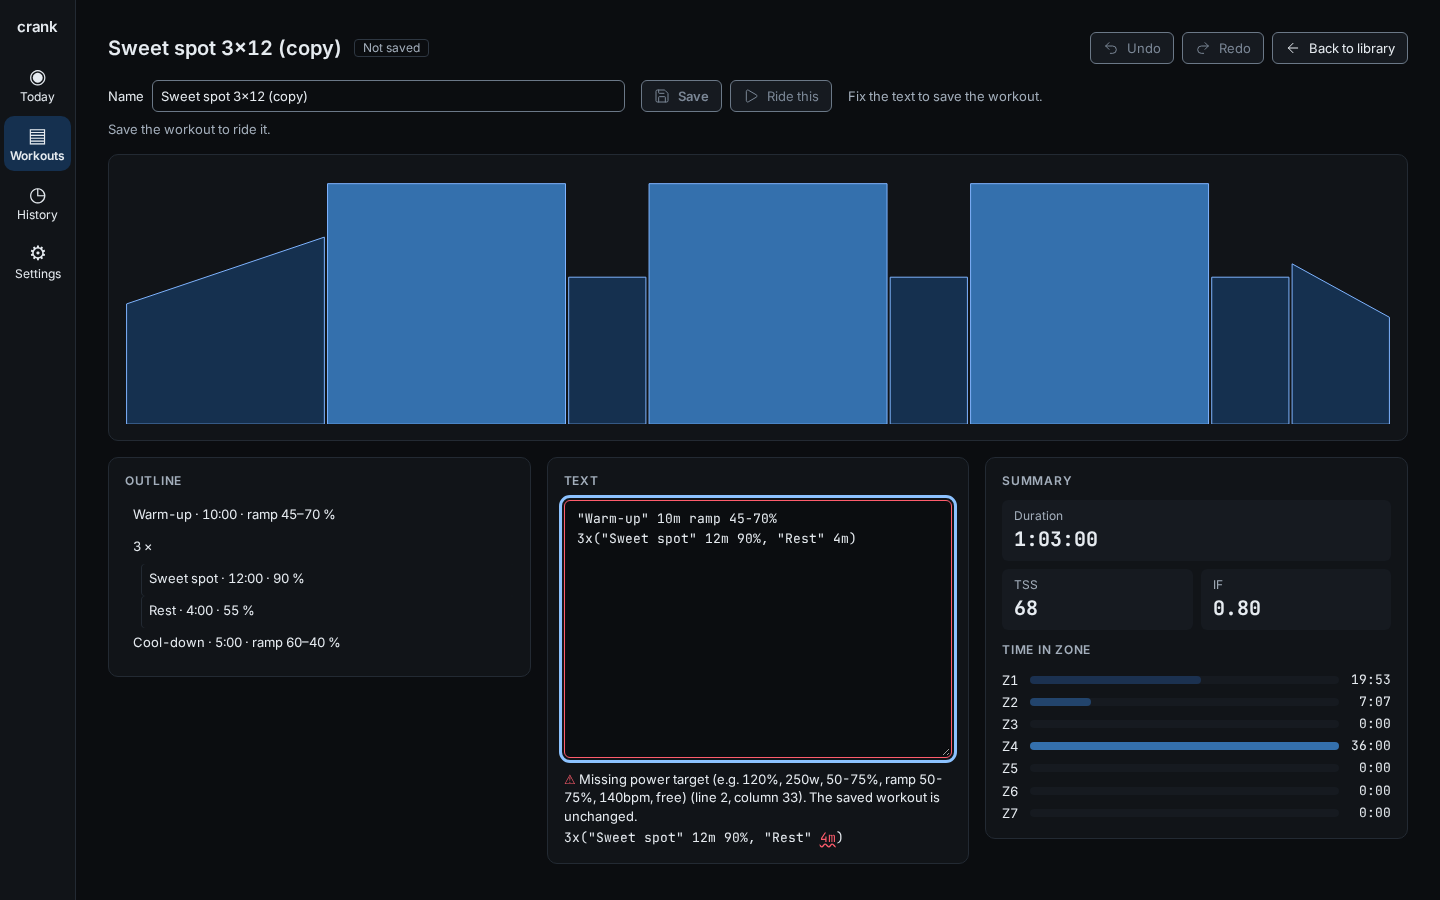 crank
Today
Workouts
History
Settings
Sweet spot 3×12 (copy)
Not saved
Undo
Redo
Back to library
Name
Sweet spot 3×12 (copy)
Save
Ride this
Fix the text to save the workout.
Save the workout to ride it.
OUTLINE
Warm-up · 10:00 · ramp 45–70 %
3 ×
Sweet spot · 12:00 · 90 %
Rest · 4:00 · 55 %
Cool-down · 5:00 · ramp 60–40 %
TEXT
"Warm-up" 10m ramp 45-70%
3x("Sweet spot" 12m 90%, "Rest" 4m)
⚠ Missing power target (e.g. 120%, 250w, 50-75%, ramp 50-
75%, 140bpm, free) (line 2, column 33). The saved workout is
unchanged.
3x("Sweet spot" 12m 90%, "Rest" 4m)
SUMMARY
Duration
1:03:00
TSS
68
IF
0.80
TIME IN ZONE
Z1 19:53
Z2 7:07
Z3 0:00
Z4 36:00
Z5 0:00
Z6 0:00
Z7 0:00